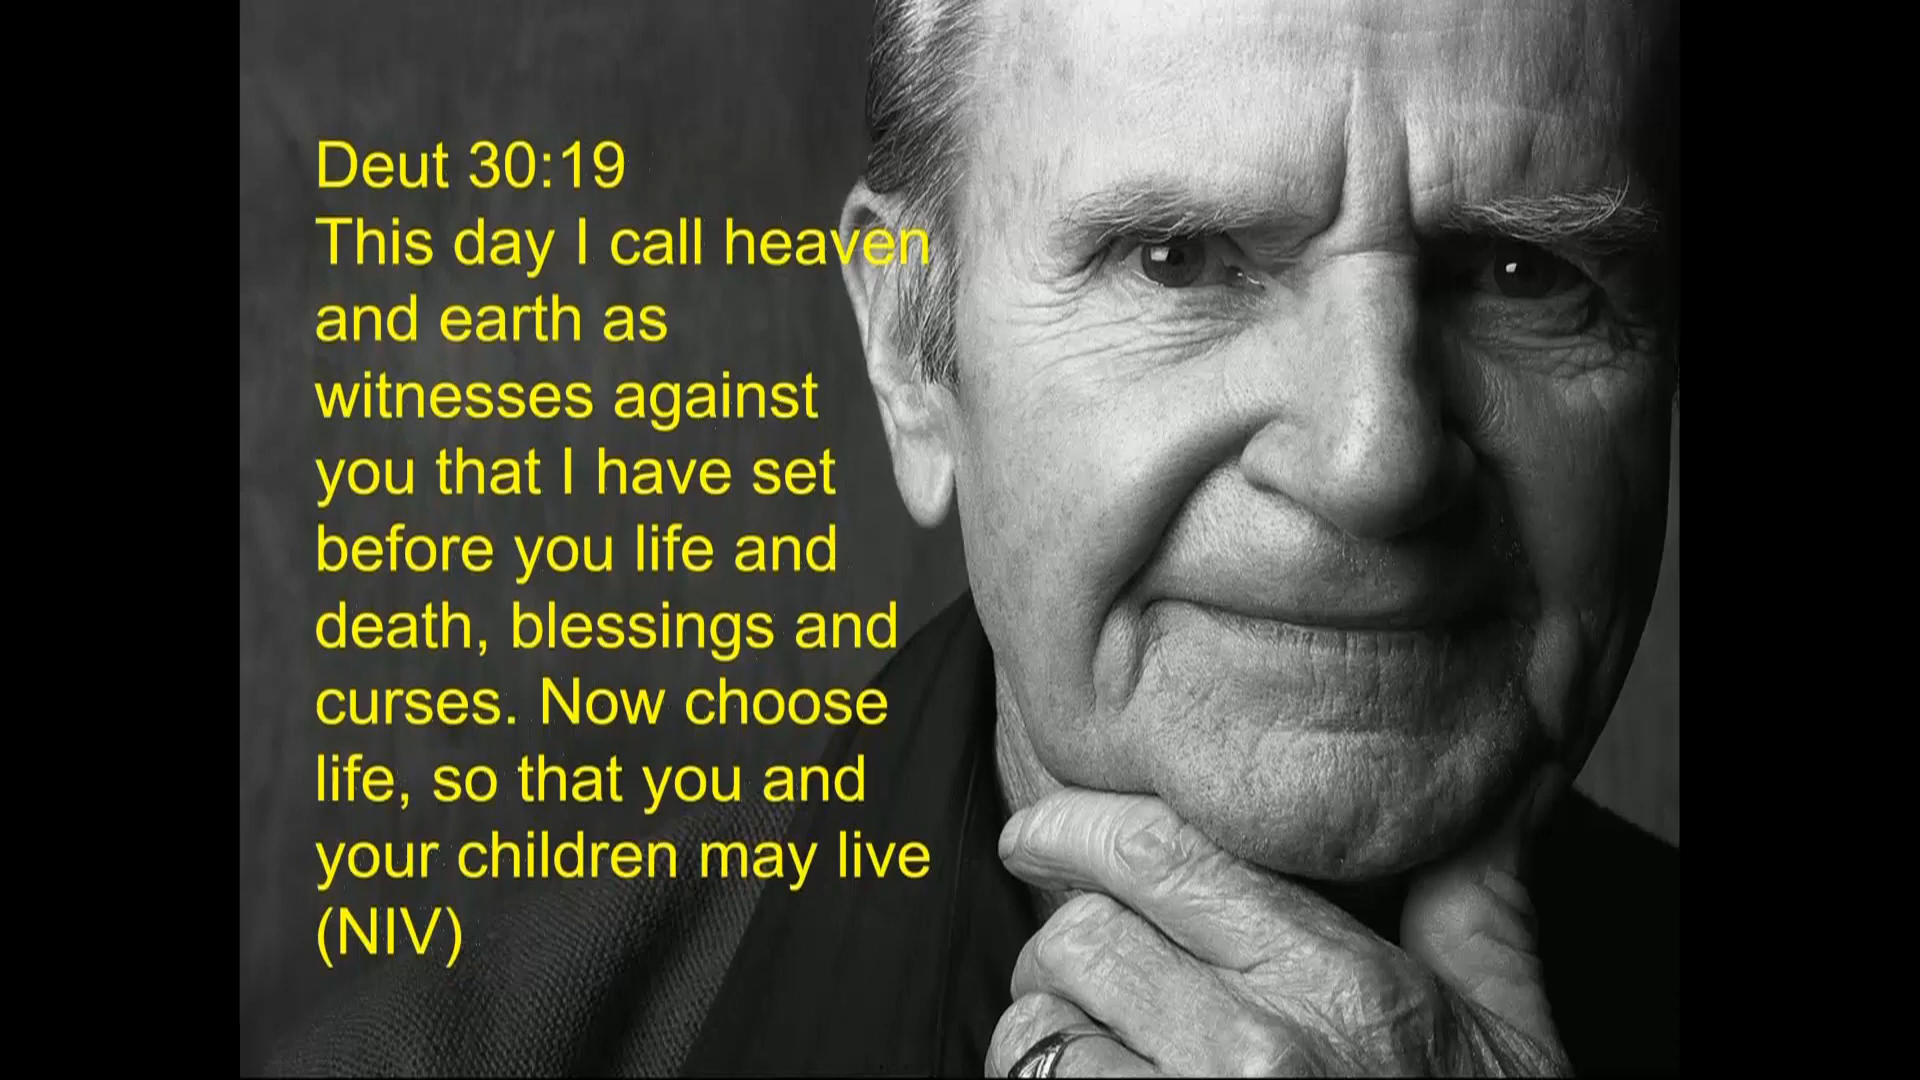 Deut 30:19
This day I call heaven
and earth as
witnesses against
you that I have set
before you life and
death, blessings and
curses. Now choose
life, so that you and
your children may live
(NIV)